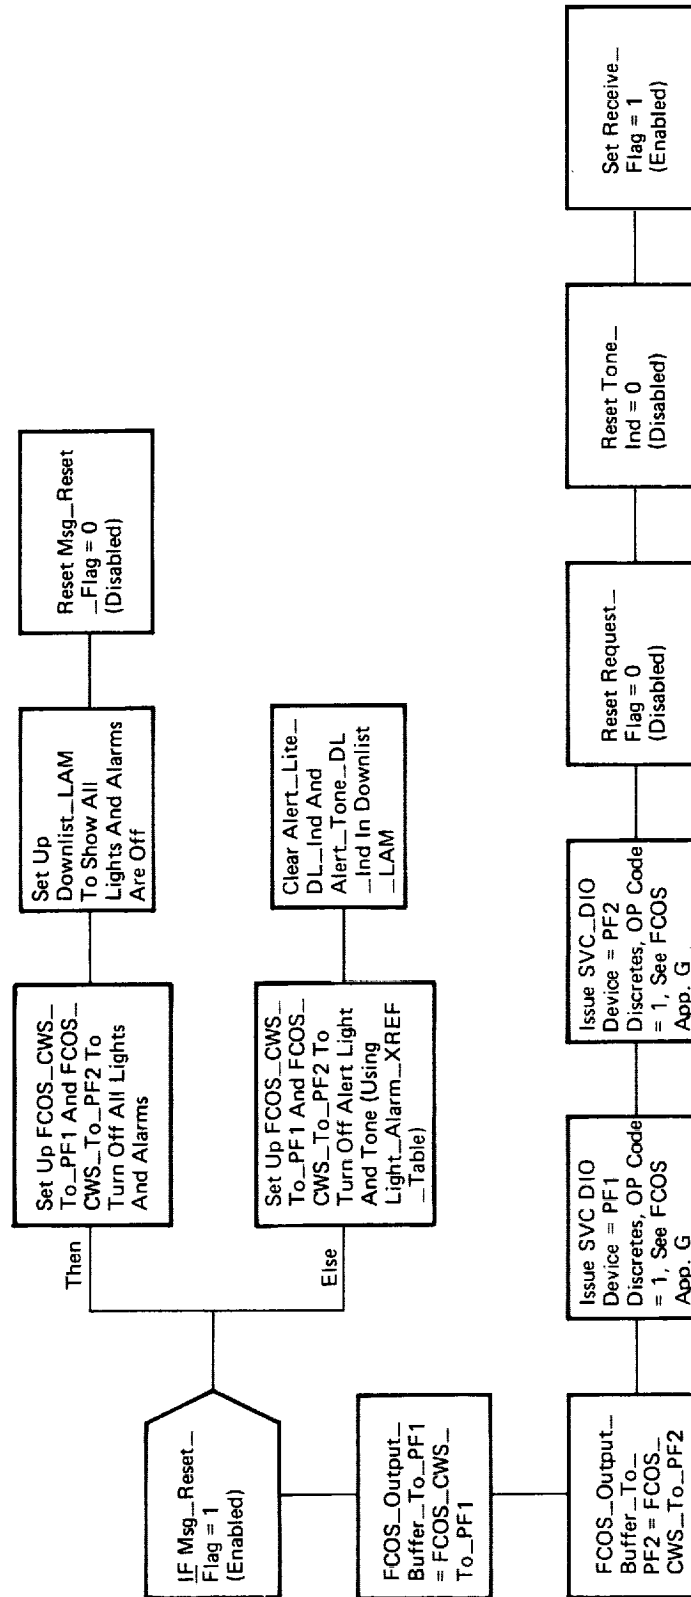 IF Msg_Reset_
Flag = 1
(Enabled)
Then
Set Up FCOS_CWS_
To_PF1 And FCOS_
CWS_To_PF2 To
Turn Off All Lights
And Alarms
Set Up
Downlist_LAM
To Show All
Lights And Alarms
Are Off
Reset Msg_Reset
_Flag = 0
(Disabled)
Else
Set Up FCOS_CWS_
To_PF1 And FCOS_
CWS_To_PF2 To
Turn Off Alert Light
And Tone (Using
Light_Alarm_XREF
_Table)
Clear Alert_Lite_
DL_Ind And
Alert_Tone_DL
_Ind In Downlist
_LAM
FCOS_Output_
Buffer_To_PF1
= FCOS_CWS_
To_PF1
FCOS_Output_
Buffer_To_
PF2 = FCOS_
CWS_To_PF2
Issue SVC DIO
Device = PF1
Discretes, OP Code
= 1, See FCOS
App. G
Issue SVC_DIO
Device = PF2
Discretes, OP Code
= 1, See FCOS
App. G
Reset Request_
Flag = 0
(Disabled)
Reset Tone_
Ind = 0
(Disabled)
Set Receive_
Flag = 1
(Enabled)